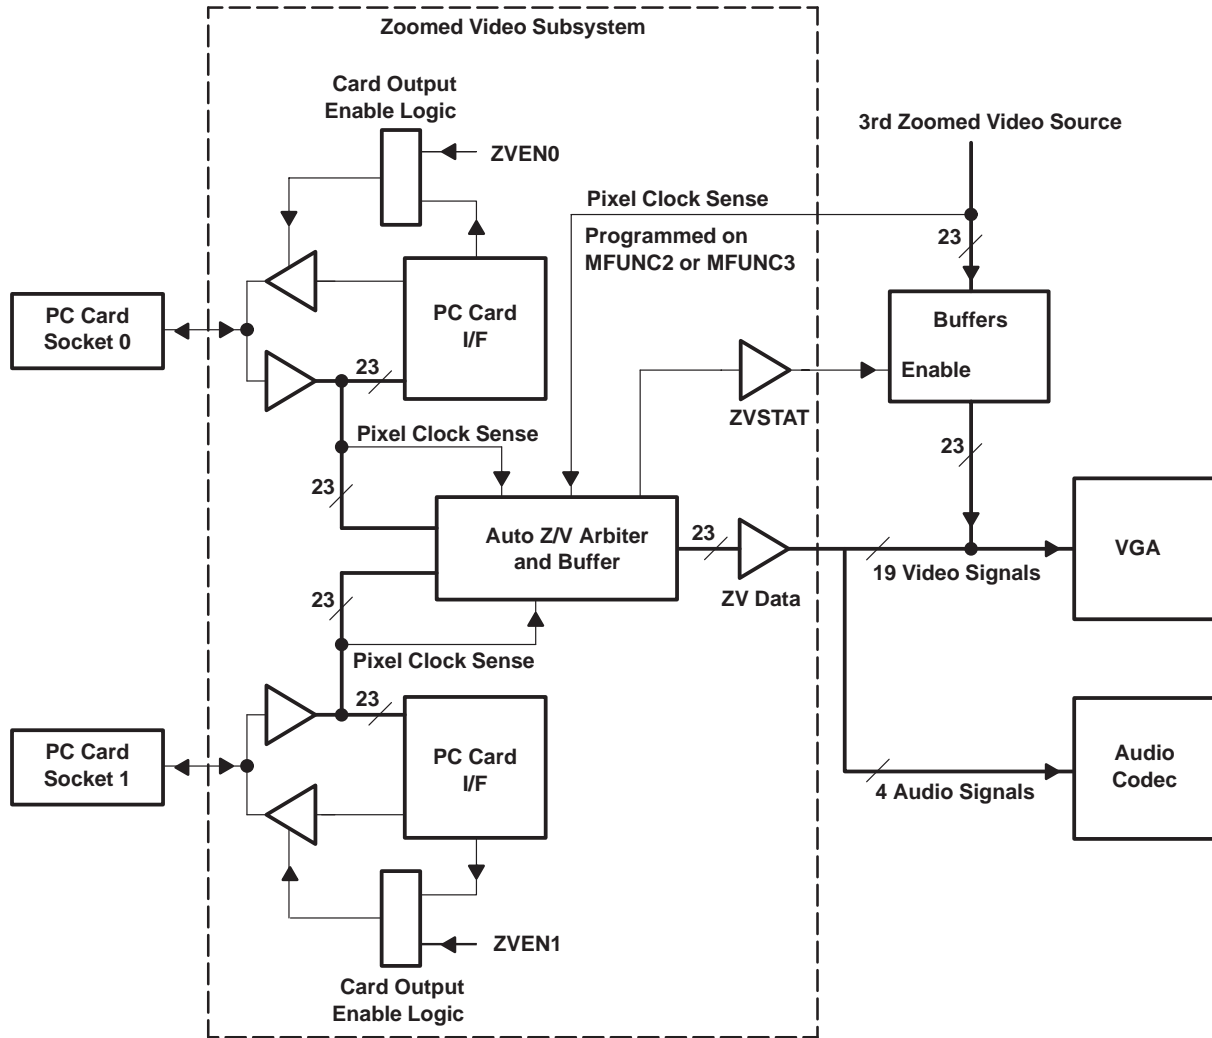 Zoomed Video Subsystem
Card Output
Enable Logic
ZVEN0
3rd Zoomed Video Source
Pixel Clock Sense
Programmed on
MFUNC2 or MFUNC3
23
PC Card
Socket 0
PC Card
I/F
Buffers
Enable
23
ZVSTAT
Pixel Clock Sense
23
23
Auto Z/V Arbiter
and Buffer
23
ZV Data
19 Video Signals
VGA
23
Pixel Clock Sense
23
PC Card
Socket 1
PC Card
I/F
4 Audio Signals
Audio
Codec
ZVEN1
Card Output
Enable Logic